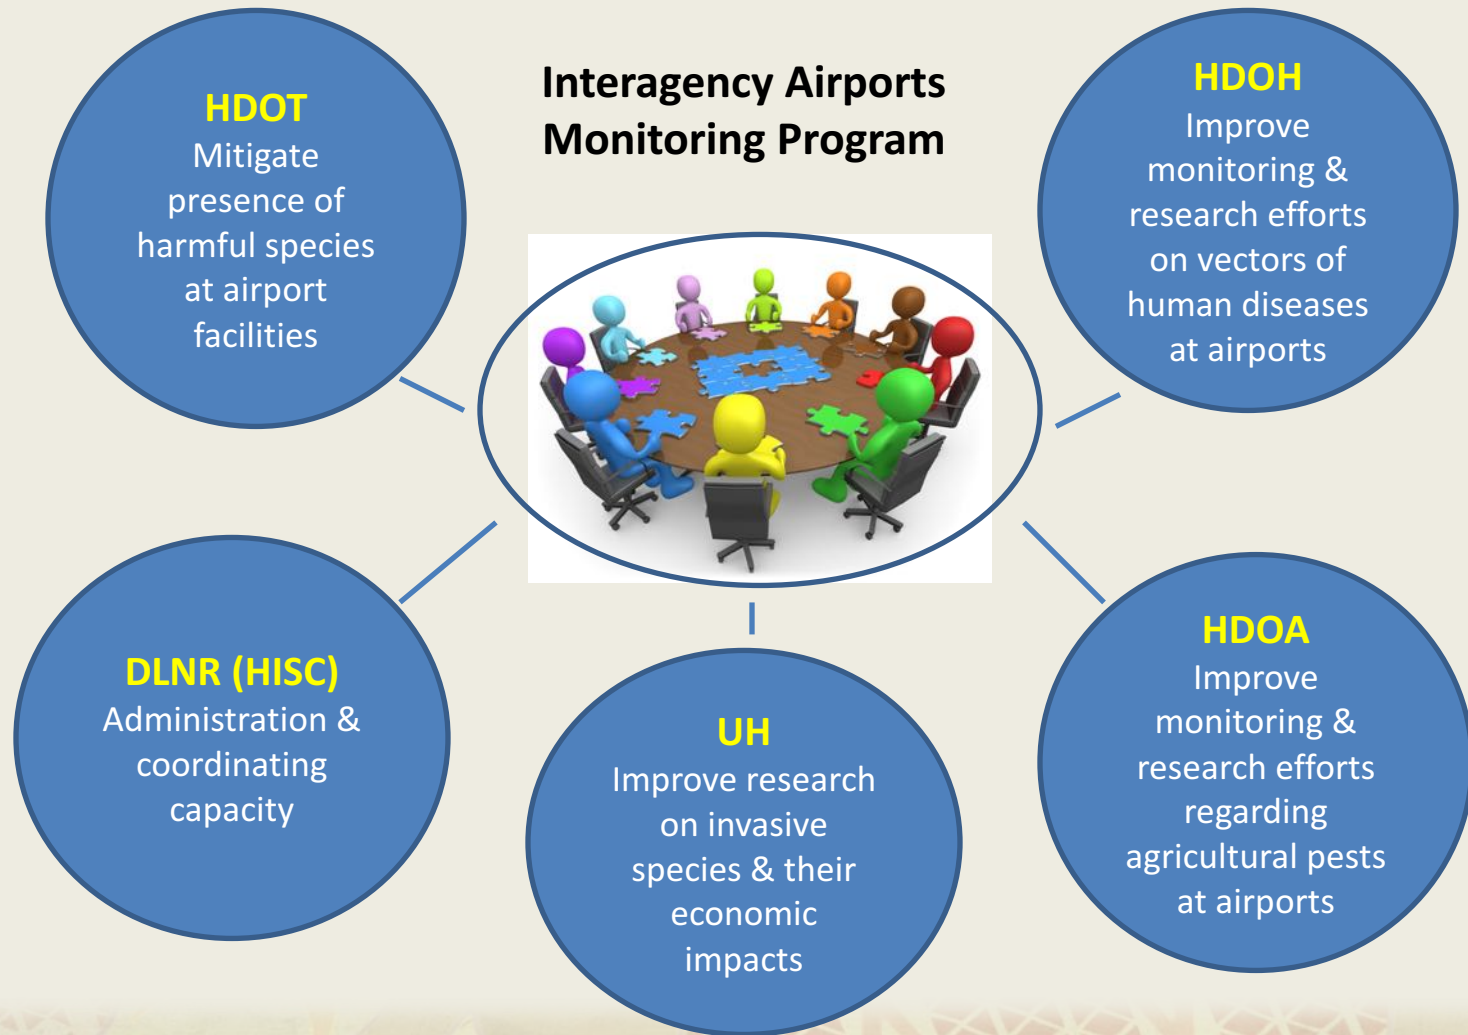 Interagency Airports
Monitoring Program
HDOT
Mitigate
presence of
harmful species
at airport
facilities
HDOH
Improve
monitoring &
research efforts
on vectors of
human diseases
at airports
DLNR (HISC)
Administration &
coordinating
capacity
UH
Improve research
on invasive
species & their
economic
impacts
HDOA
Improve
monitoring &
research efforts
regarding
agricultural pests
at airports